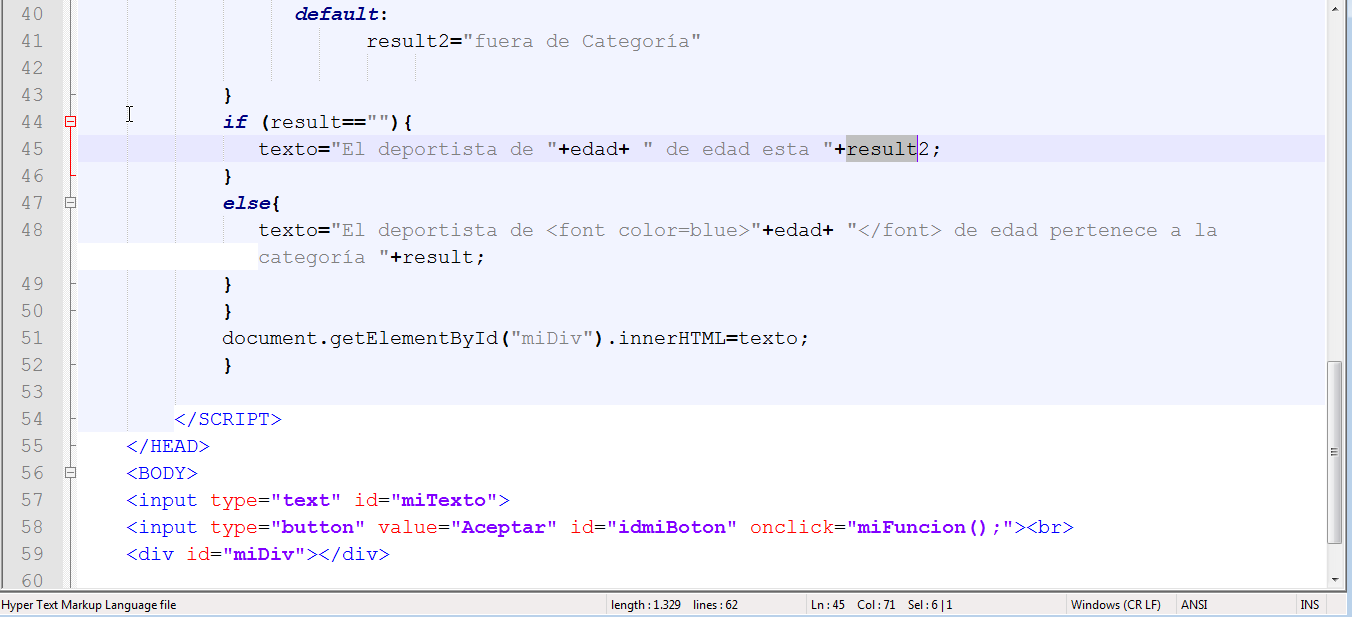 40 default:
41 result2="fuera de Categoría"
42
43 }
44 if (result==""){
45 texto="El deportista de "+edad+ " de edad esta "+result2;
46 }
47 else{
48 texto="El deportista de <font color=blue>"+edad+ "</font> de edad pertenece a la
categoría "+result;
49 }
50 }
51 document.getElementById("miDiv").innerHTML=texto;
52 }
53
54 </SCRIPT>
55 </HEAD>
56 <BODY>
57 <input type="text" id="miTexto">
58 <input type="button" value="Aceptar" id="idmiBoton" onclick="miFuncion();"><br>
59 <div id="miDiv"></div>
60
Hyper Text Markup Language file length : 1.329 lines : 62 Ln : 45 Col : 71 Sel : 6 | 1 Windows (CR LF) ANSI INS